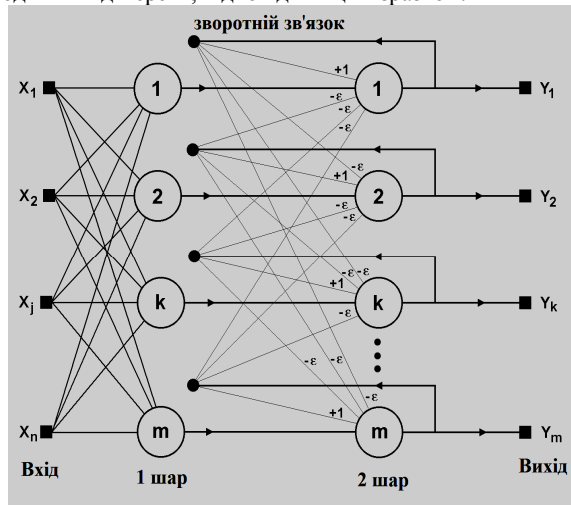 зворотній зв'язок
X1 1 +1 1 Y1
-ε
-ε
-ε
-ε
X2 2 +1 2 Y2
-ε
-ε
-ε -ε
Xj k +1 k Yk
-ε
-ε -ε
-ε
Xn m +1 m Ym
Вхід 1 шар 2 шар Вихід